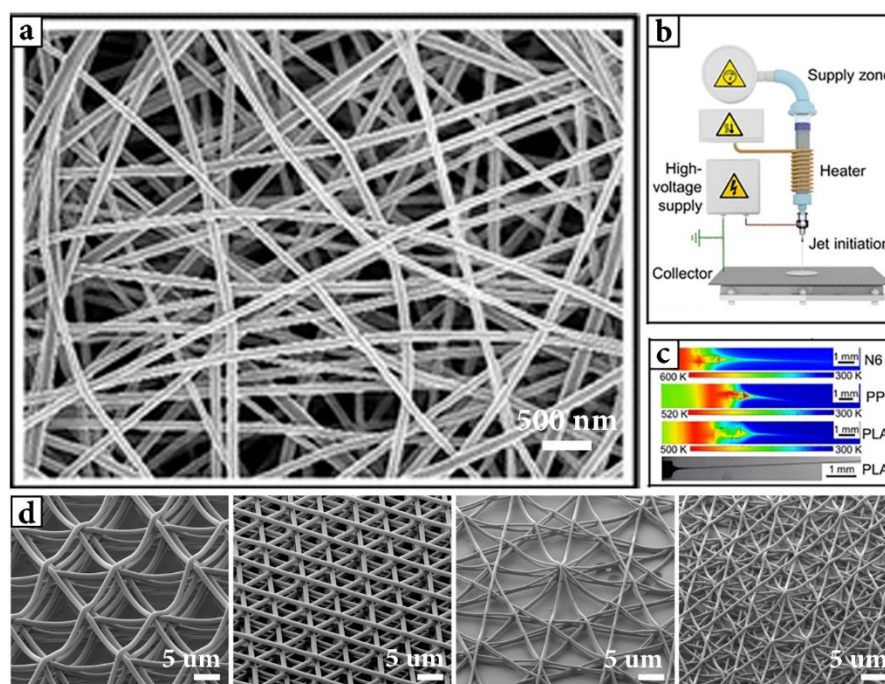 a
500 nm
b
Supply zone
Heater
High-
voltage
supply
Jet initiation
Collector
c
1 mm
N6
600 K
300 K
1 mm
PP
520 K
300 K
1 mm
PLA
500 K
300 K
1 mm
PLA
d
5 um
5 um
5 um
5 um